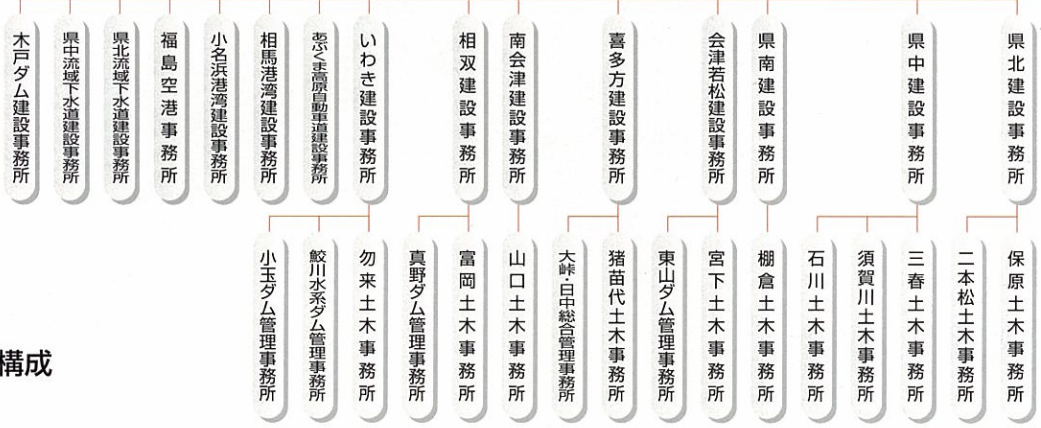 県北建設事務所
県中建設事務所
県南建設事務所
会津若松建設事務所
喜多方建設事務所
南会津建設事務所
相双建設事務所
いわき建設事務所
あぶくま高原自動車道建設事務所
相馬港湾建設事務所
小名浜港湾建設事務所
福島空港事務所
県北流域下水道建設事務所
県中流域下水道建設事務所
木戸ダム建設事務所
保原土木事務所
二本松土木事務所
三春土木事務所
須賀川土木事務所
石川土木事務所
棚倉土木事務所
宮下土木事務所
東山ダム管理事務所
猪苗代土木事務所
大峠・日中総合管理事務所
山口土木事務所
富岡土木事務所
真野ダム管理事務所
勿来土木事務所
鮫川水系ダム管理事務所
小玉ダム管理事務所
構成